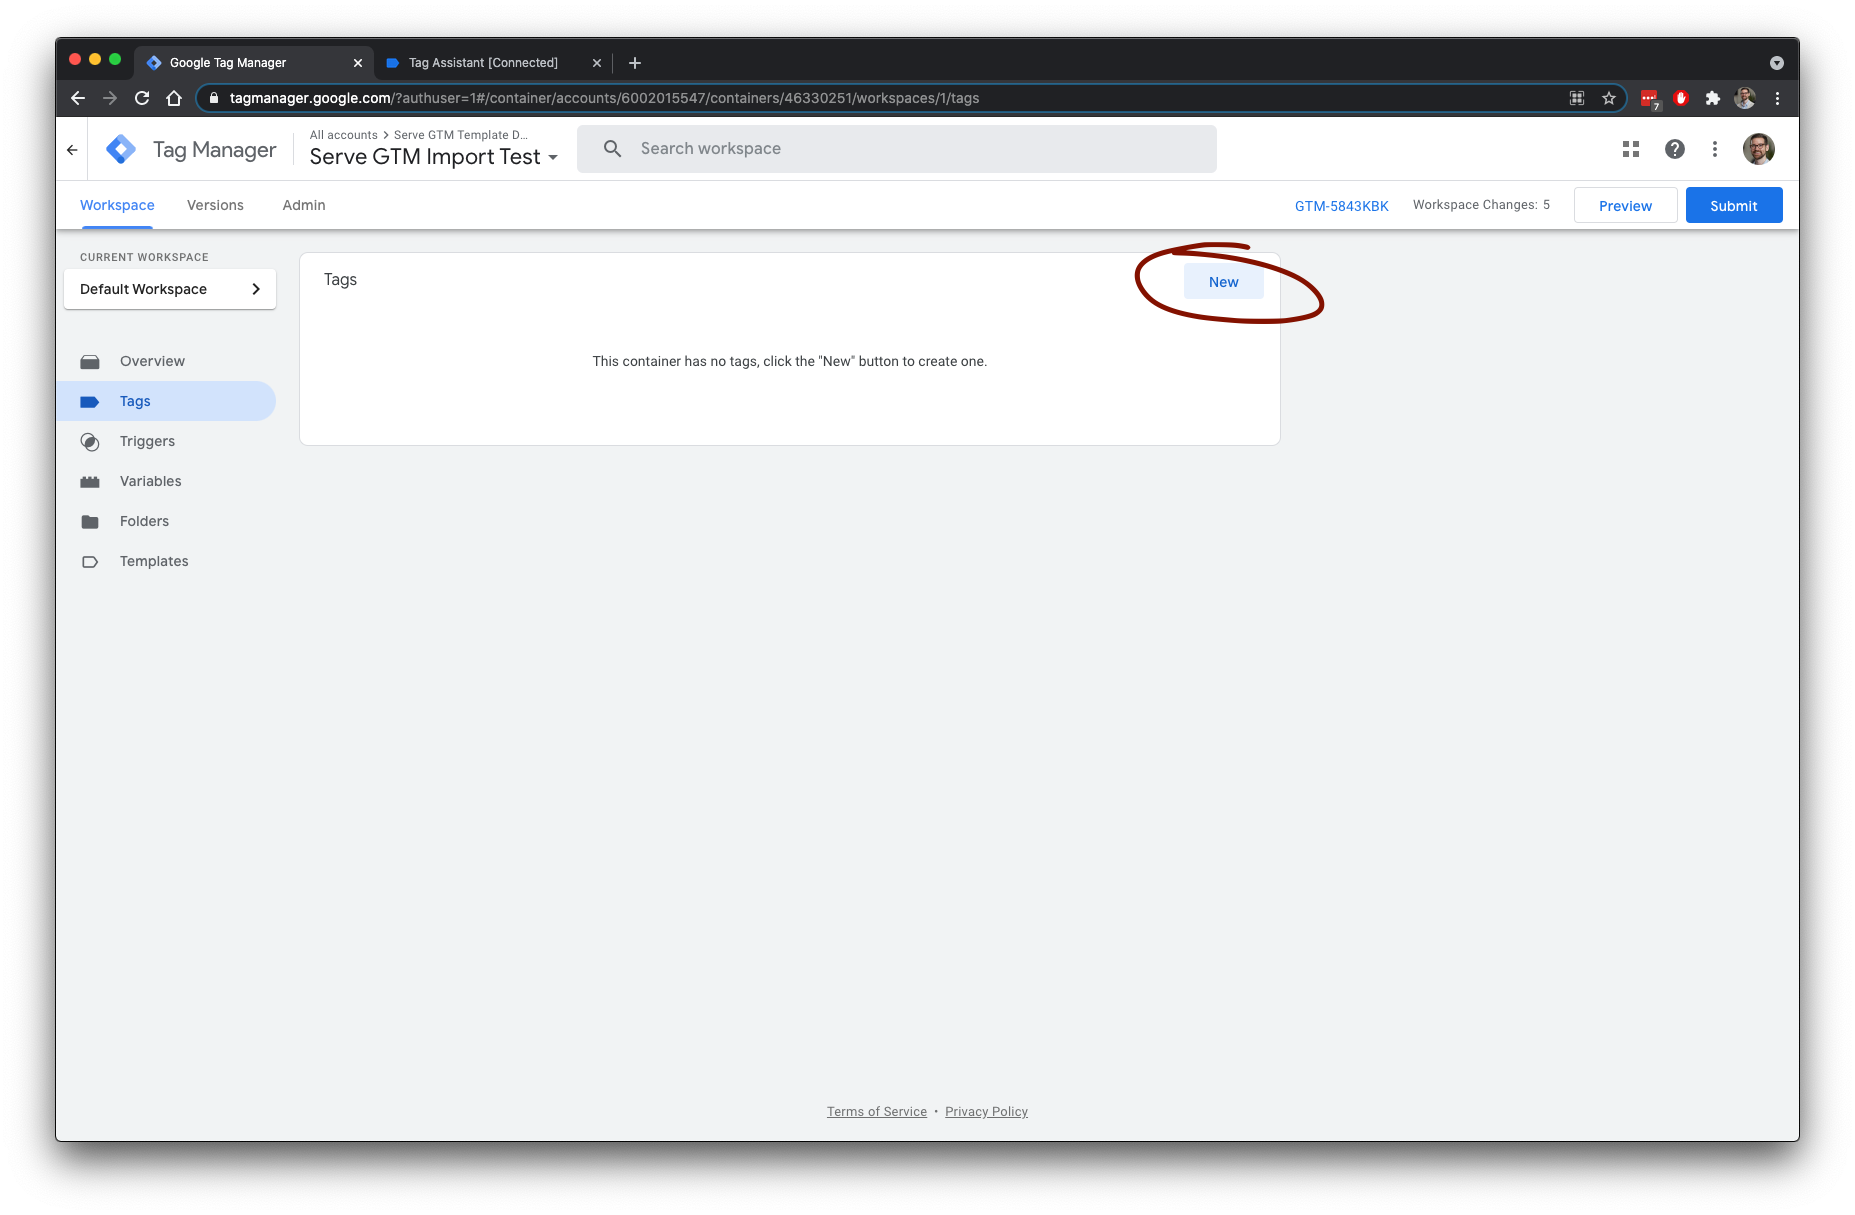 Google Tag Manager
Tag Assistant [Connected]
tagmanager.google.com/?authuser=1#/container/accounts/6002015547/containers/46330251/workspaces/1/tags
7
Tag Manager
All accounts > Serve GTM Template D...
Serve GTM Import Test
Search workspace
Workspace
Versions
Admin
GTM-5843KBK
Workspace Changes: 5
Preview
Submit
CURRENT WORKSPACE
Default Workspace
Overview
Tags
Triggers
Variables
Folders
Templates
Tags
New
This container has no tags, click the "New" button to create one.
Terms of Service • Privacy Policy